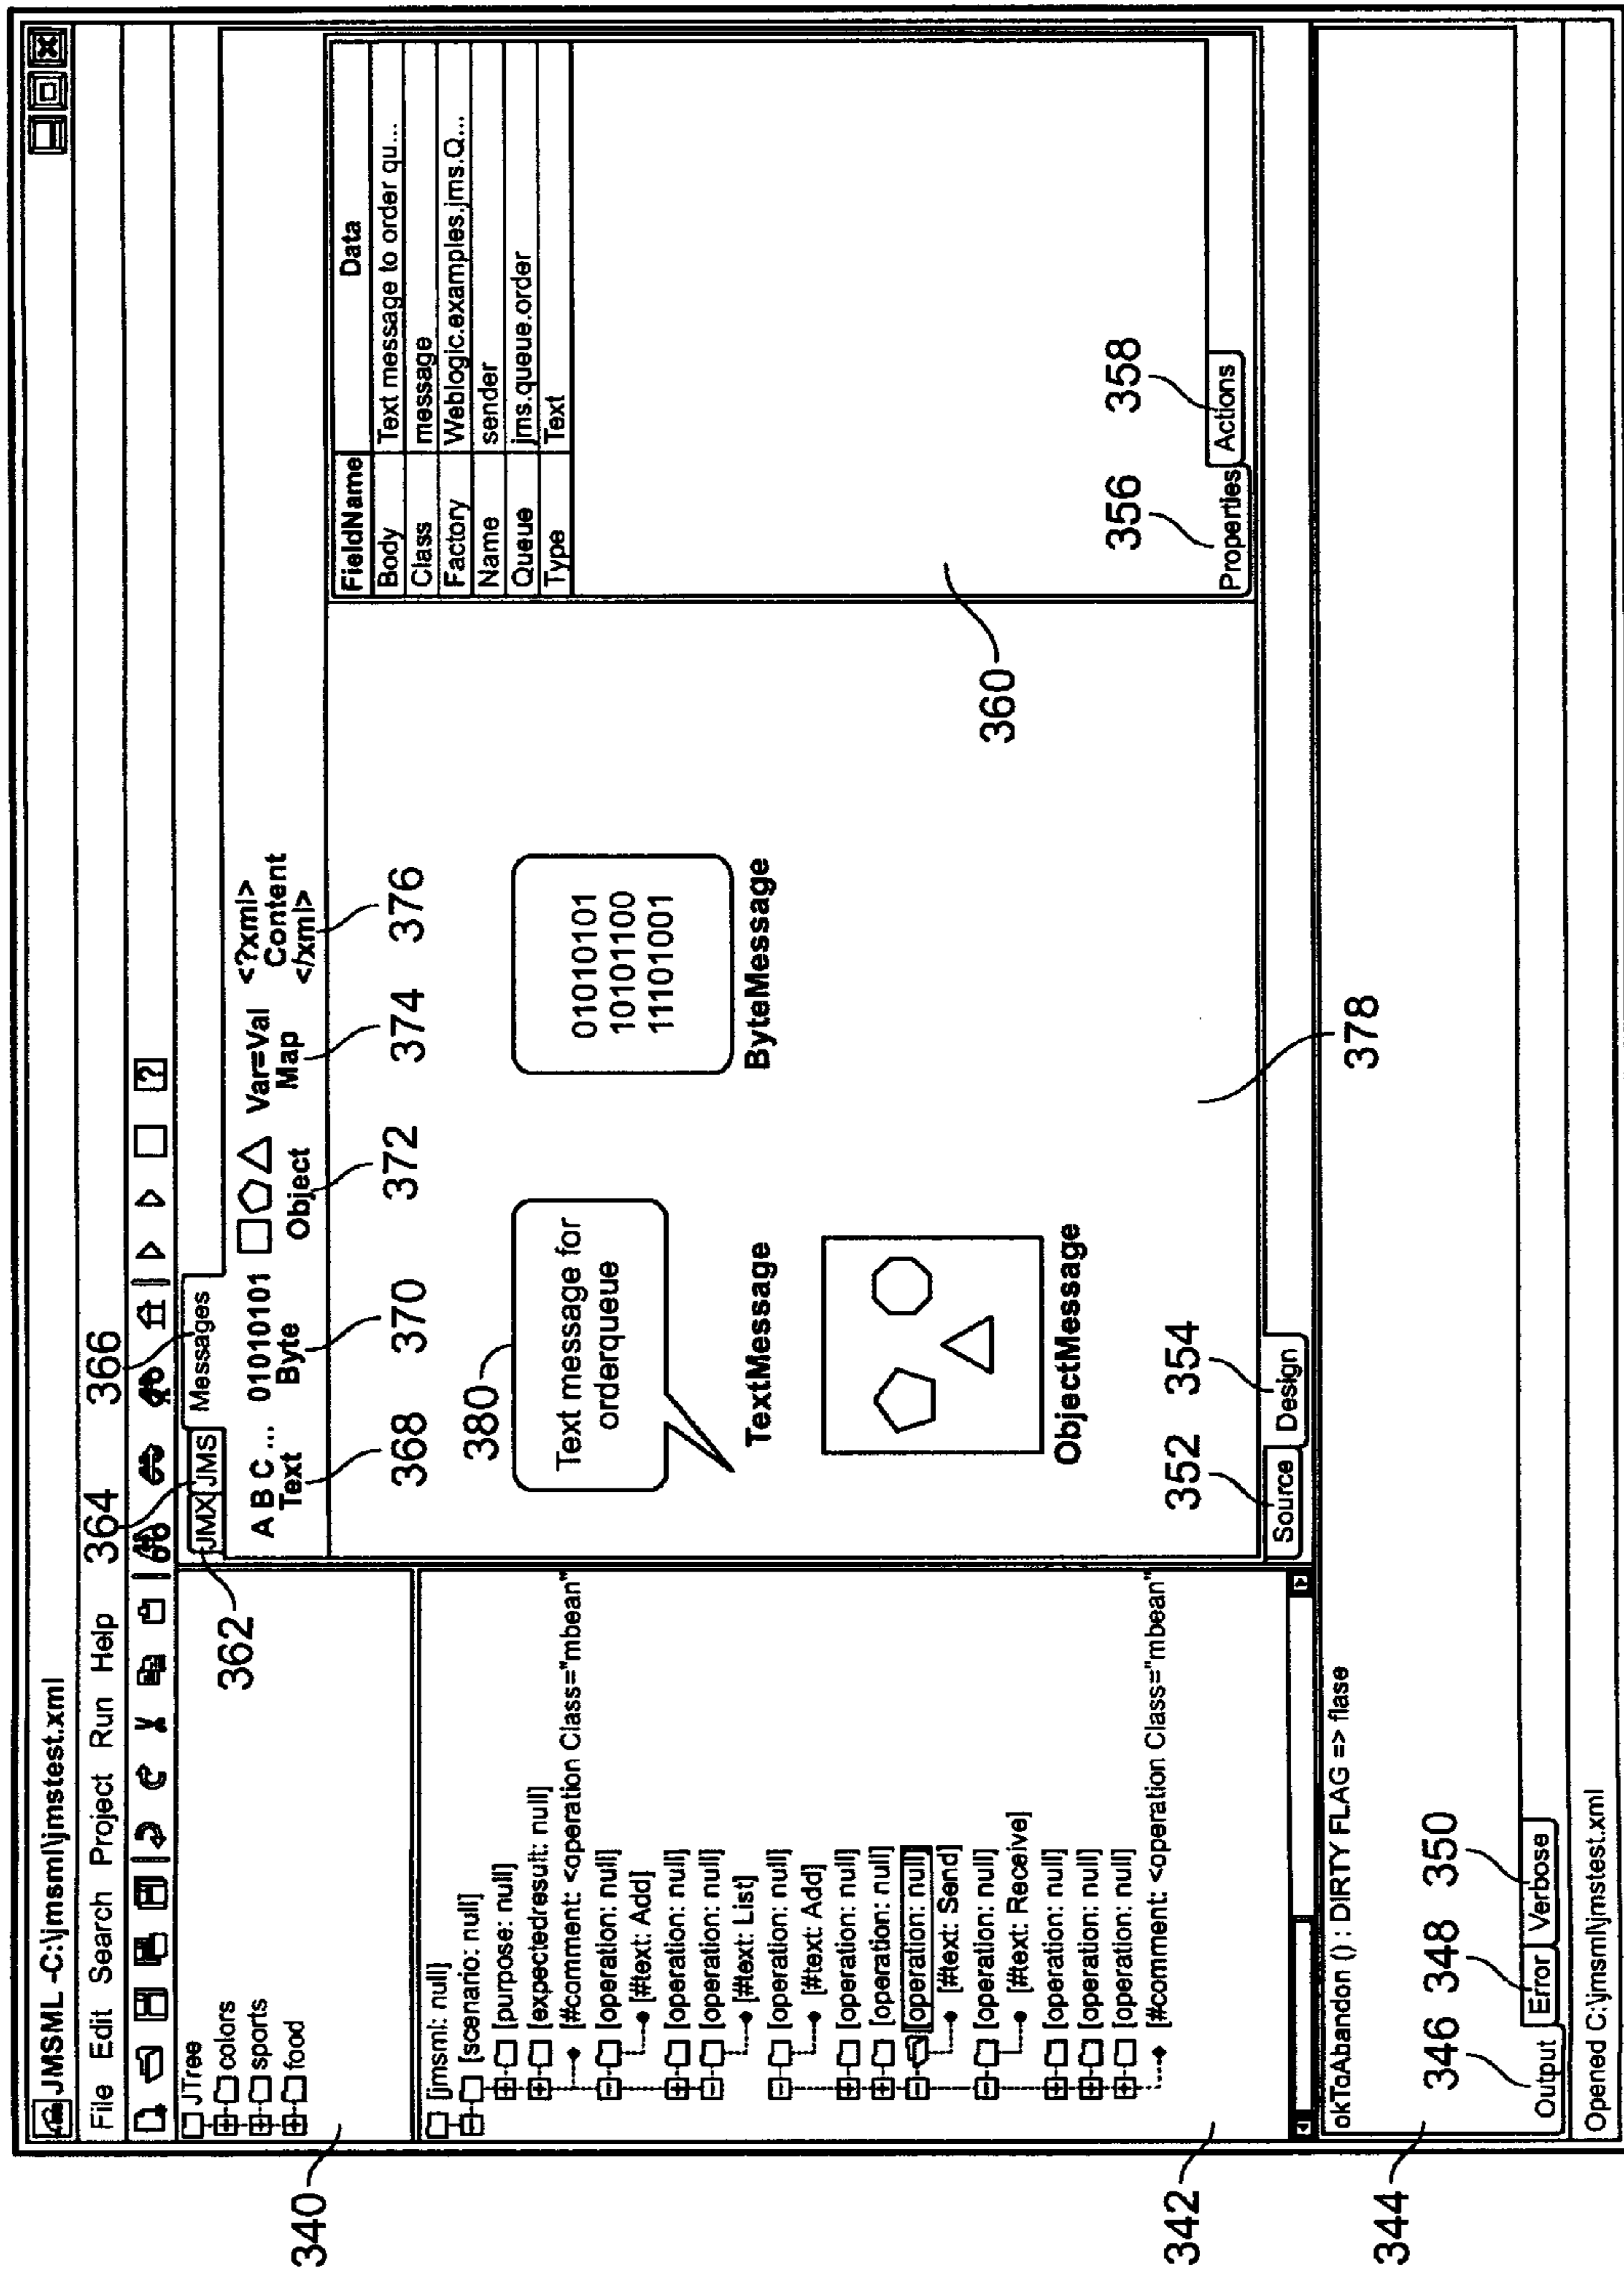 JMSML -C:\jmsml\jmstest.xml
File Edit Search Project Run Help
364
366
362
JTree
colors
sports
food
340
JMX
JMS
Messages
A B C ...
Text
01010101
Byte
Object
Var=Val
Map
<?xml>
Content
</xml>
368
370
372
374
376
[jmsml: null]
[scenario: null]
[purpose: null]
[expectedresult: null]
[#comment: <operation Class="mbean"
[operation: null]
[#text: Add]
[operation: null]
[operation: null]
[#text: List]
[operation: null]
[#text: Add]
[operation: null]
[operation: null]
[operation: null]
[#text: Send]
[operation: null]
[#text: Receive]
[operation: null]
[operation: null]
[operation: null]
[#comment: <operation Class="mbean"
342
380
Text message for
orderqueue
TextMessage
01010101
10101100
11101001
ByteMessage
ObjectMessage
352
354
Source
Design
378
FieldName Data
Body Text message to order qu...
Class message
Factory Weblogic.examples.jms.Q...
Name sender
Queue jms.queue.order
Type Text
360
356
358
Properties
Actions
okToAbandon () : DIRTY FLAG => flase
344
346
348
350
Output
Error
Verbose
Opened C:\jmsml\jmstest.xml